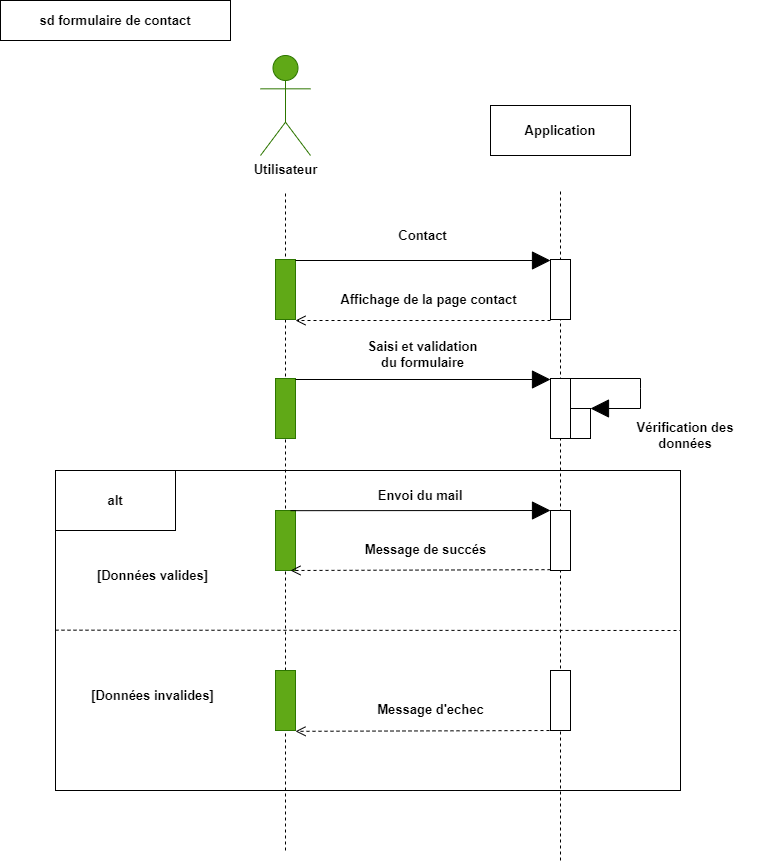 sd formulaire de contact
Utilisateur
Application
Contact
Affichage de la page contact
Saisi et validation
du formulaire
Vérification des
données
alt
Envoi du mail
Message de succés
[Données valides]
[Données invalides]
Message d'echec